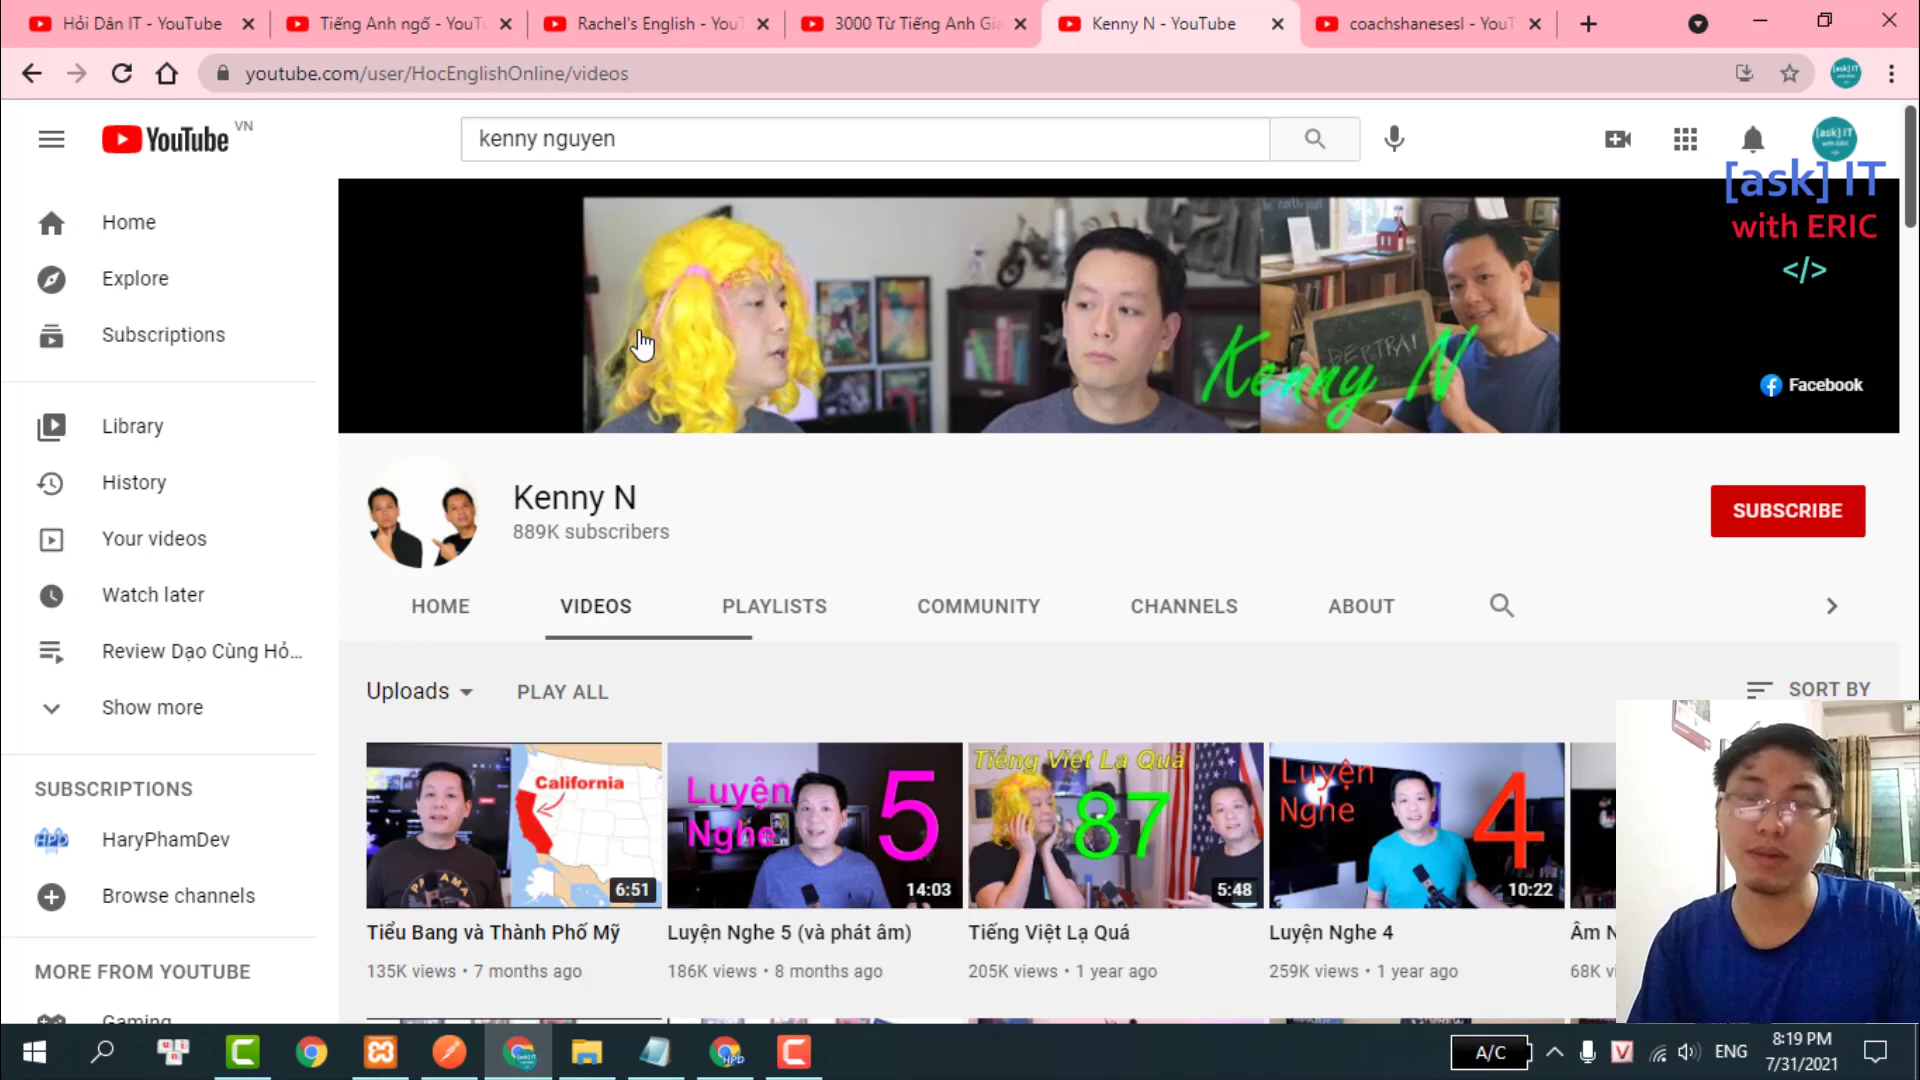 Hỏi Dân IT - YouTube
Tiếng Anh ngố - YouTu
Rachel's English - YouT
3000 Từ Tiếng Anh Gia
Kenny N - YouTube
coachshanesesl - YouT
youtube.com/user/HocEnglishOnline/videos
YouTube VN
kenny nguyen
[ask] IT
with ERIC
</>
Home
Explore
Subscriptions
Library
History
Your videos
Watch later
Review Dạo Cùng Hỏ...
Show more
SUBSCRIPTIONS
HaryPhamDev
Browse channels
MORE FROM YOUTUBE
Gaming
DEPTRAI
Kenny N
Facebook
Kenny N
889K subscribers
SUBSCRIBE
HOME
VIDEOS
PLAYLISTS
COMMUNITY
CHANNELS
ABOUT
Uploads
PLAY ALL
SORT BY
California
6:51
Luyện
Nghe
5
14:03
Tiếng Việt Lạ Quá
87
5:48
Luyện
Nghe
4
10:22
Tiểu Bang và Thành Phố Mỹ
135K views • 7 months ago
Luyện Nghe 5 (và phát âm)
186K views • 8 months ago
Tiếng Việt Lạ Quá
205K views • 1 year ago
Luyện Nghe 4
259K views • 1 year ago
Âm N
68K v
A/C
ENG
8:19 PM
7/31/2021